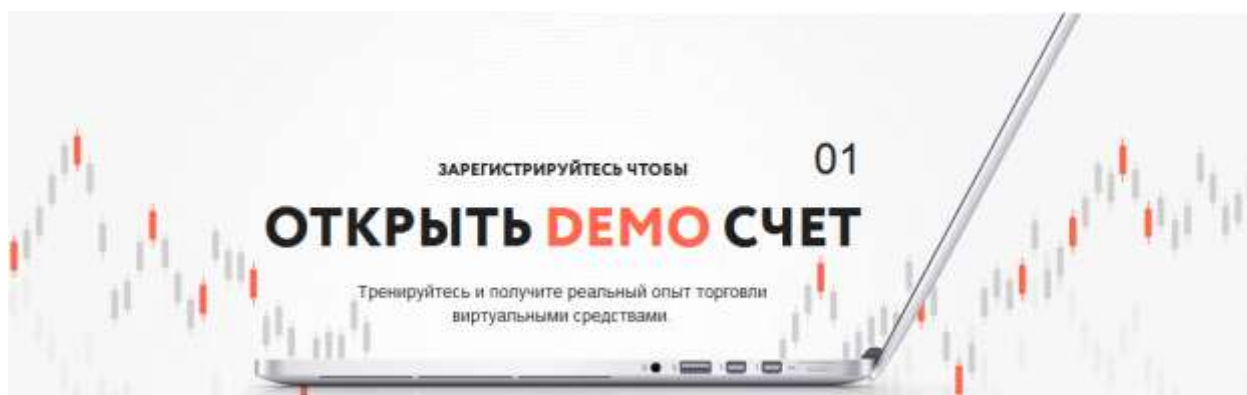 01
ЗАРЕГИСТРИРУЙТЕСЬ ЧТОБЫ
ОТКРЫТЬ DEMO СЧЕТ
Тренируйтесь и получите реальный опыт торговли
виртуальными средствами